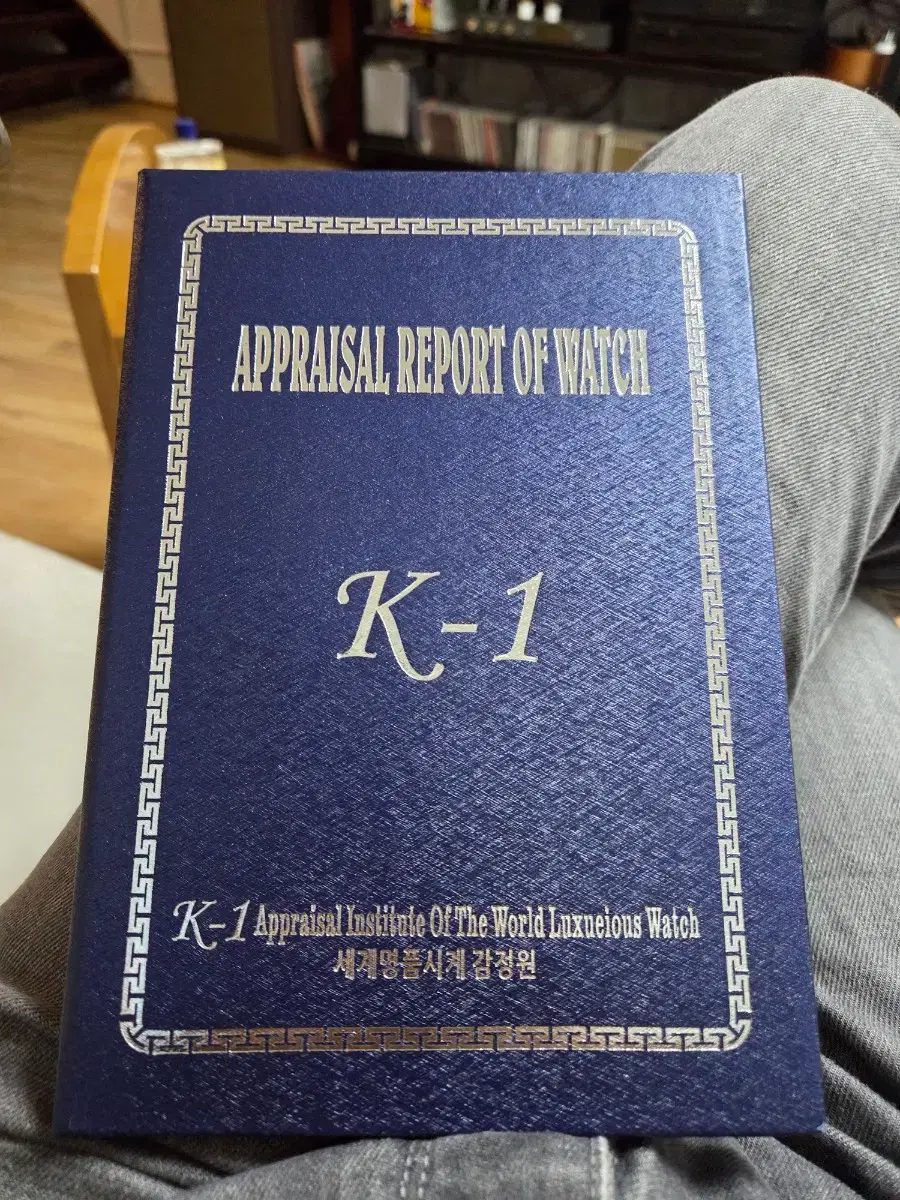 APPRAISAL REPORT OF WATCH
K-1
K-1 Appraisal Institute Of The World Luxueious Watch
세계명품시계 감정원